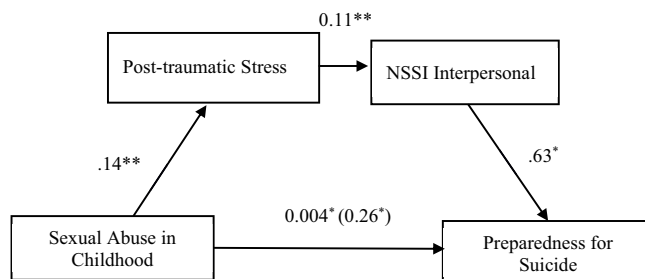 0.11**
Post-traumatic Stress
NSSI Interpersonal
.14**
.63*
0.004* (0.26*)
Sexual Abuse in
Childhood
Preparedness for
Suicide